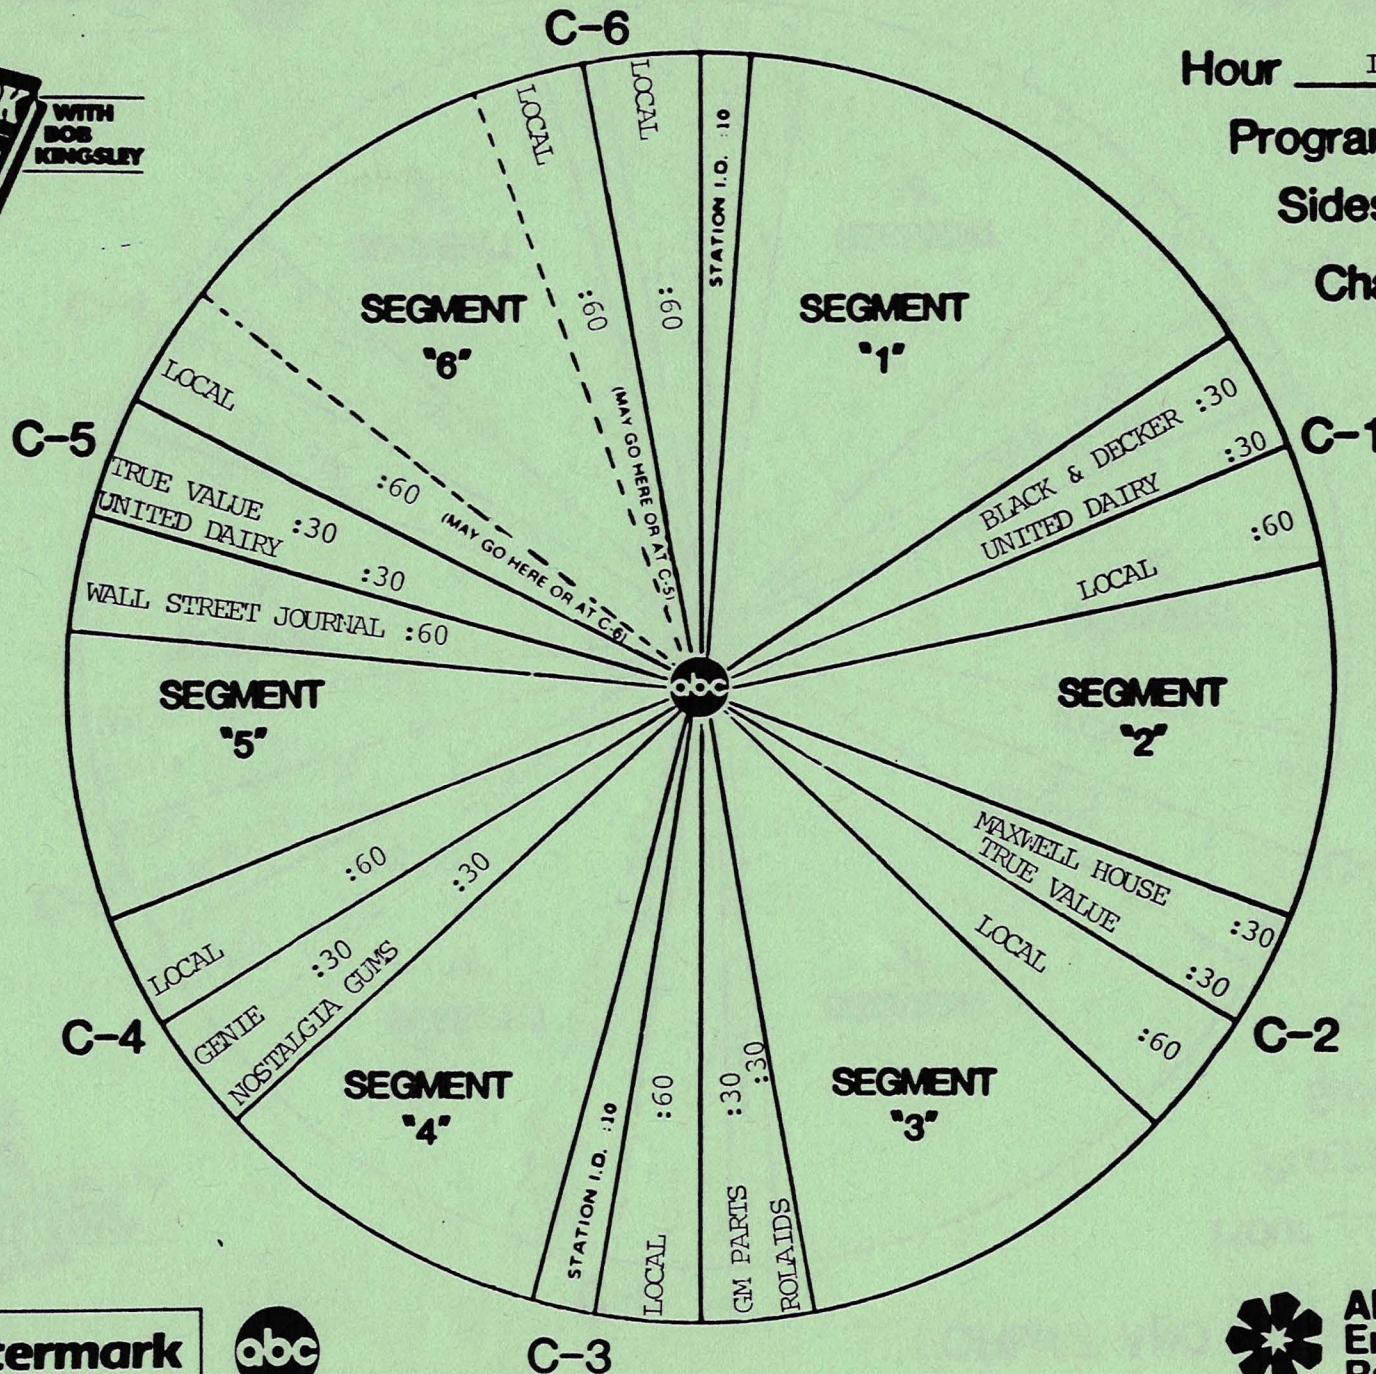 C-6
WITH
BOB
KINGSLEY
Hour
Sides
LOCAL :60
LOCAL :60
(MAY GO HERE OR AT C-5)
STATION I.D. :10
SEGMENT
"1"
BLACK & DECKER :30
UNITED DAIRY :30
C-1
LOCAL :60
SEGMENT
"2"
MAXWELL HOUSE :30
TRUE VALUE :30
C-2
LOCAL :60
SEGMENT
"3"
ROLAIDS :30
GM PARTS :30
C-3
LOCAL :60
STATION I.D. :10
SEGMENT
"4"
NOSTALGIA GUMS :30
GENIE :30
C-4
LOCAL :60
SEGMENT
"5"
WALL STREET JOURNAL :60
UNITED DAIRY :30
TRUE VALUE :30
C-5
LOCAL :60
(MAY GO HERE OR AT C-6)
SEGMENT
"6"
abc
abc